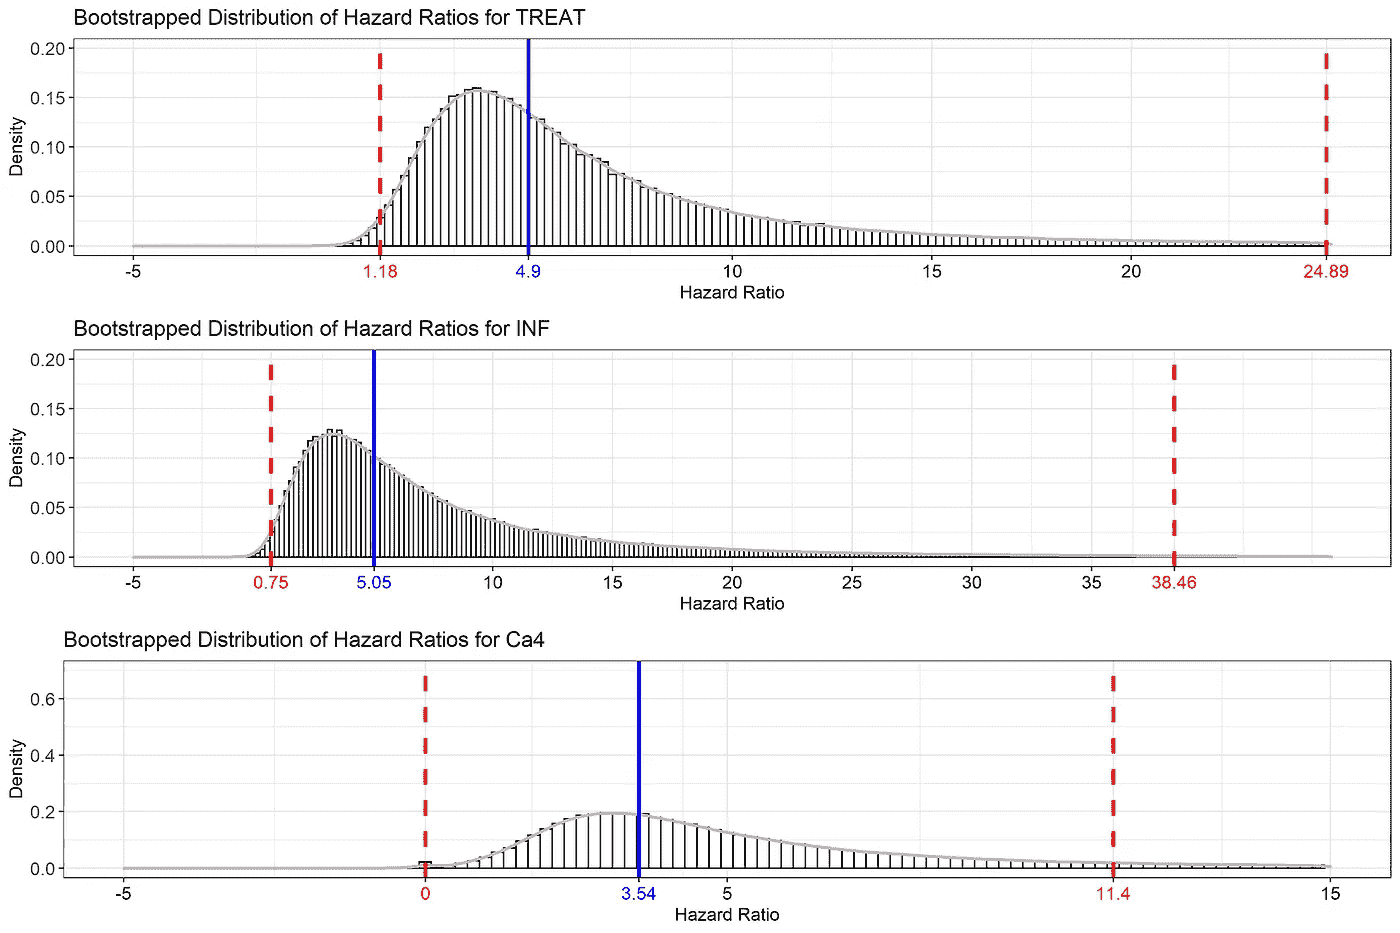 Bootstrapped Distribution of Hazard Ratios for TREAT
0.20
0.15
0.10
0.05
0.00
Density
-5 1.18 4.9 10 15 20 24.89
Hazard Ratio
Bootstrapped Distribution of Hazard Ratios for INF
0.20
0.15
0.10
0.05
0.00
Density
-5 0.75 5.05 10 15 20 25 30 35 38.46
Hazard Ratio
Bootstrapped Distribution of Hazard Ratios for Ca4
0.6
0.4
0.2
0.0
Density
-5 0 3.54 5 11.4 15
Hazard Ratio